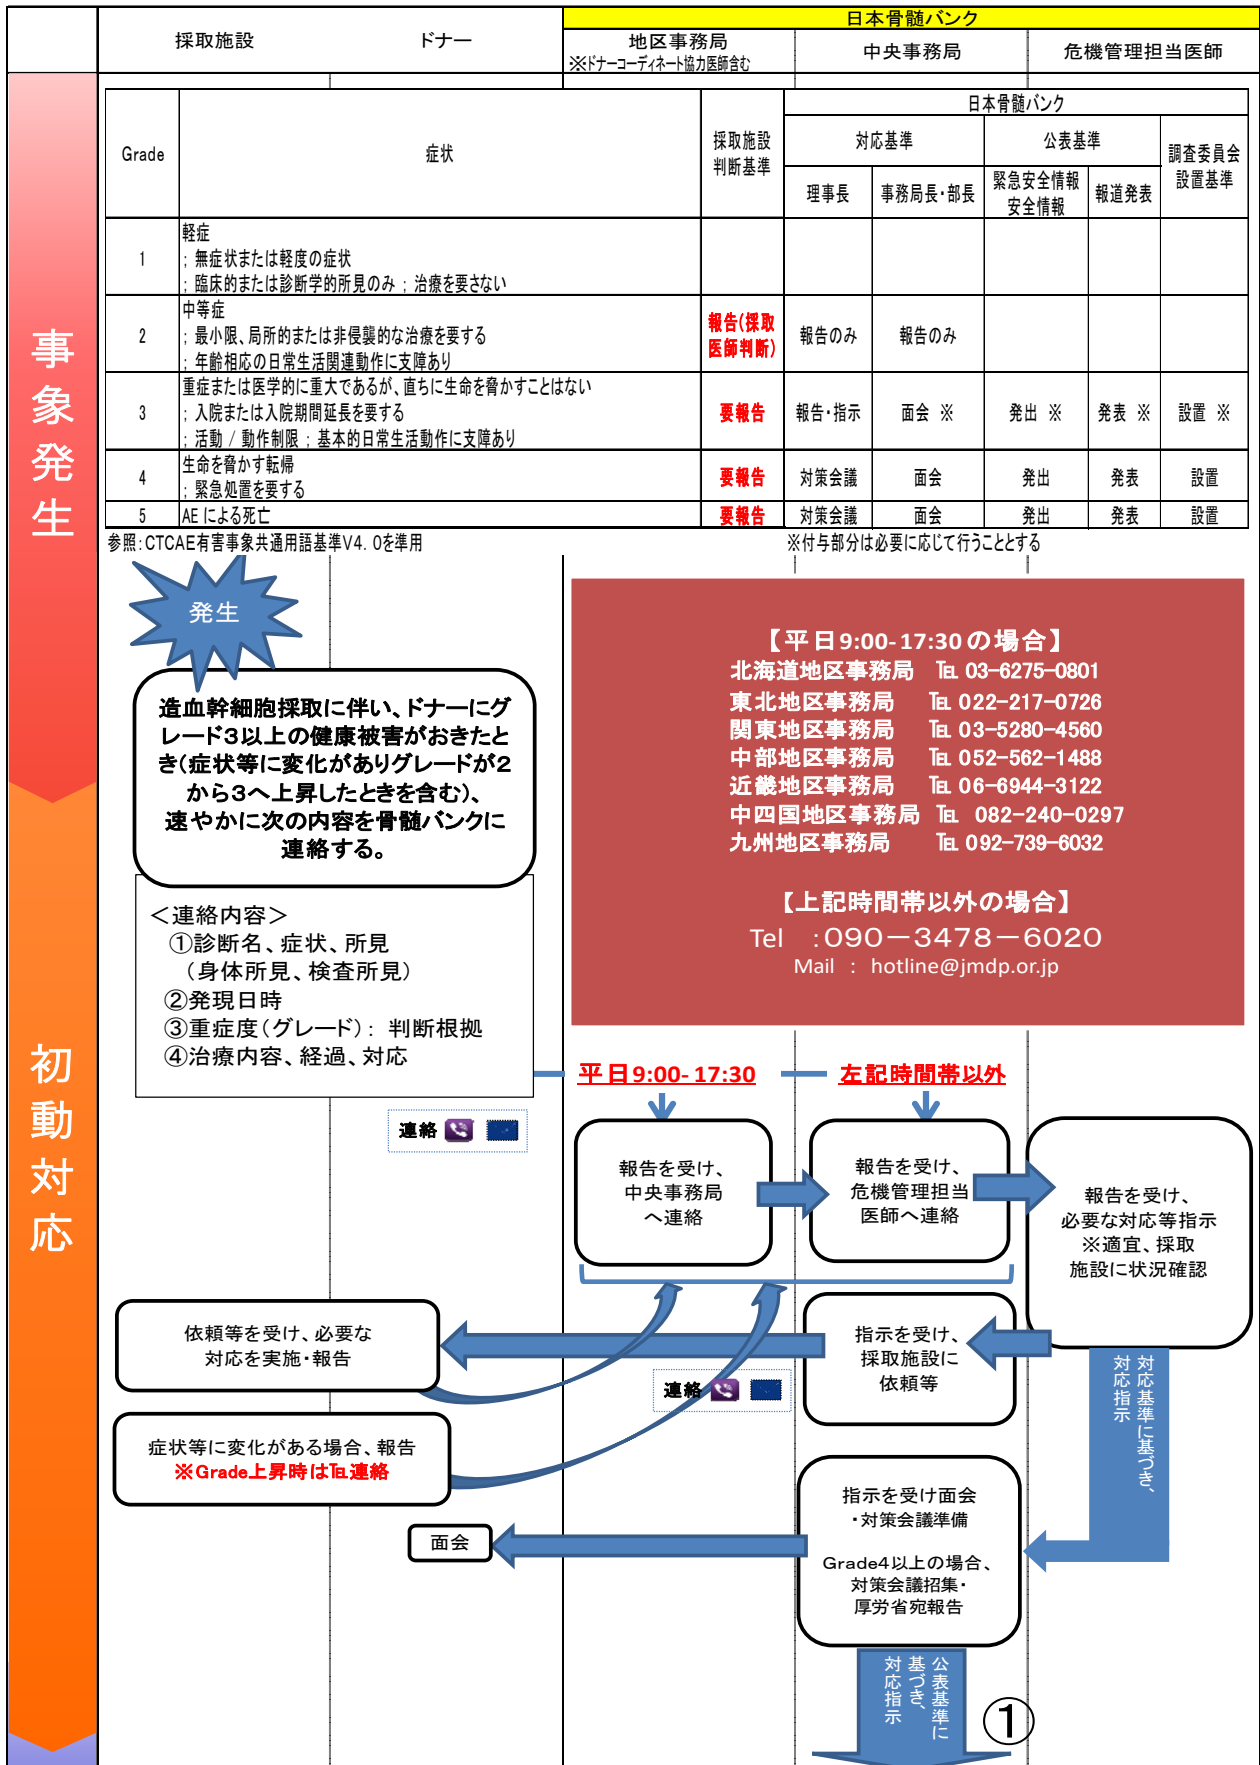 日本骨髄バンク
採取施設 ドナー 地区事務局 中央事務局 危機管理担当医師
※ドナーコーディネート協力医師含む
事象発生
日本骨髄バンク
Grade 症状 採取施設 対応基準 公表基準 調査委員会
判断基準 設置基準
理事長 事務局長・部長 緊急安全情報 報道発表
安全情報
軽症
1 ; 無症状または軽度の症状
; 臨床的または診断学的所見のみ ; 治療を要さない
中等症
2 ; 最小限、局所的または非侵襲的な治療を要する 報告(採取 報告のみ 報告のみ
医師判断)
; 年齢相応の日常生活関連動作に支障あり
重症または医学的に重大であるが、直ちに生命を脅かすことはない
3 ; 入院または入院期間延長を要する 要報告 報告・指示 面会 ※ 発出 ※ 発表 ※ 設置 ※
; 活動 / 動作制限 ; 基本的日常生活動作に支障あり
生命を脅かす転帰
4 ; 緊急処置を要する 要報告 対策会議 面会 発出 発表 設置
5 AE による死亡 要報告 対策会議 面会 発出 発表 設置
参照：CTCAE有害事象共通用語基準V4. 0を準用 ※付与部分は必要に応じて行うこととする
発生
造血幹細胞採取に伴い、ドナーにグ
レード3以上の健康被害がおきたと
き(症状等に変化がありグレードが2
から3へ上昇したときを含む)、
速やかに次の内容を骨髄バンクに
連絡する。
＜連絡内容＞
①診断名、症状、所見
（身体所見、検査所見）
②発現日時
③重症度(グレード)： 判断根拠
④治療内容、経過、対応
【平日9:00-17:30の場合】
北海道地区事務局 ℡ 03-6275-0801
東北地区事務局 ℡ 022-217-0726
関東地区事務局 ℡ 03-5280-4560
中部地区事務局 ℡ 052-562-1488
近畿地区事務局 ℡ 06-6944-3122
中四国地区事務局 ℡ 082-240-0297
九州地区事務局 ℡ 092-739-6032
【上記時間帯以外の場合】
Tel :090－3478－6020
Mail : hotline@jmdp.or.jp
初動対応
平日9:00-17:30 左記時間帯以外
連絡
報告を受け、
中央事務局
へ連絡
報告を受け、
危機管理担当
医師へ連絡
報告を受け、
必要な対応等指示
※適宜、採取
施設に状況確認
依頼等を受け、必要な
対応を実施・報告
指示を受け、
採取施設に
依頼等
連絡
対応基準に基づき、
対応指示
症状等に変化がある場合、報告
※Grade上昇時は℡連絡
面会
指示を受け面会
・対策会議準備
Grade4以上の場合、
対策会議招集・
厚労省宛報告
公表基準に
基づき、
対応指示
①